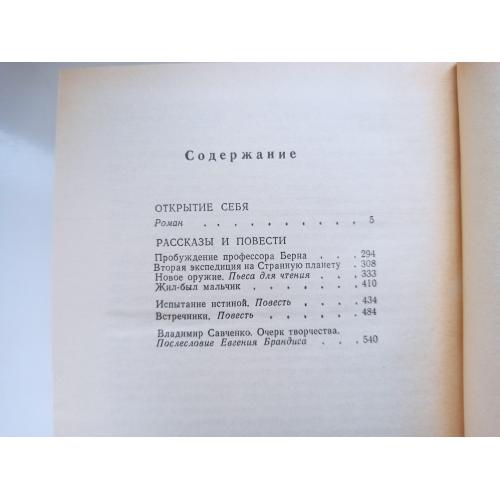 Содержание
ОТКРЫТИЕ СЕБЯ
Роман . . . . . . . . . . 5
РАССКАЗЫ И ПОВЕСТИ
Пробуждение профессора Берна . . . 294
Вторая экспедиция на Странную планету . 308
Новое оружие. Пьеса для чтения . . . 333
Жил-был мальчик . . . . . . . 410
Испытание истиной. Повесть . . . . 434
Встречники. Повесть . . . . . . 484
Владимир Савченко. Очерк творчества.
Послесловие Евгения Брандиса . . . 540